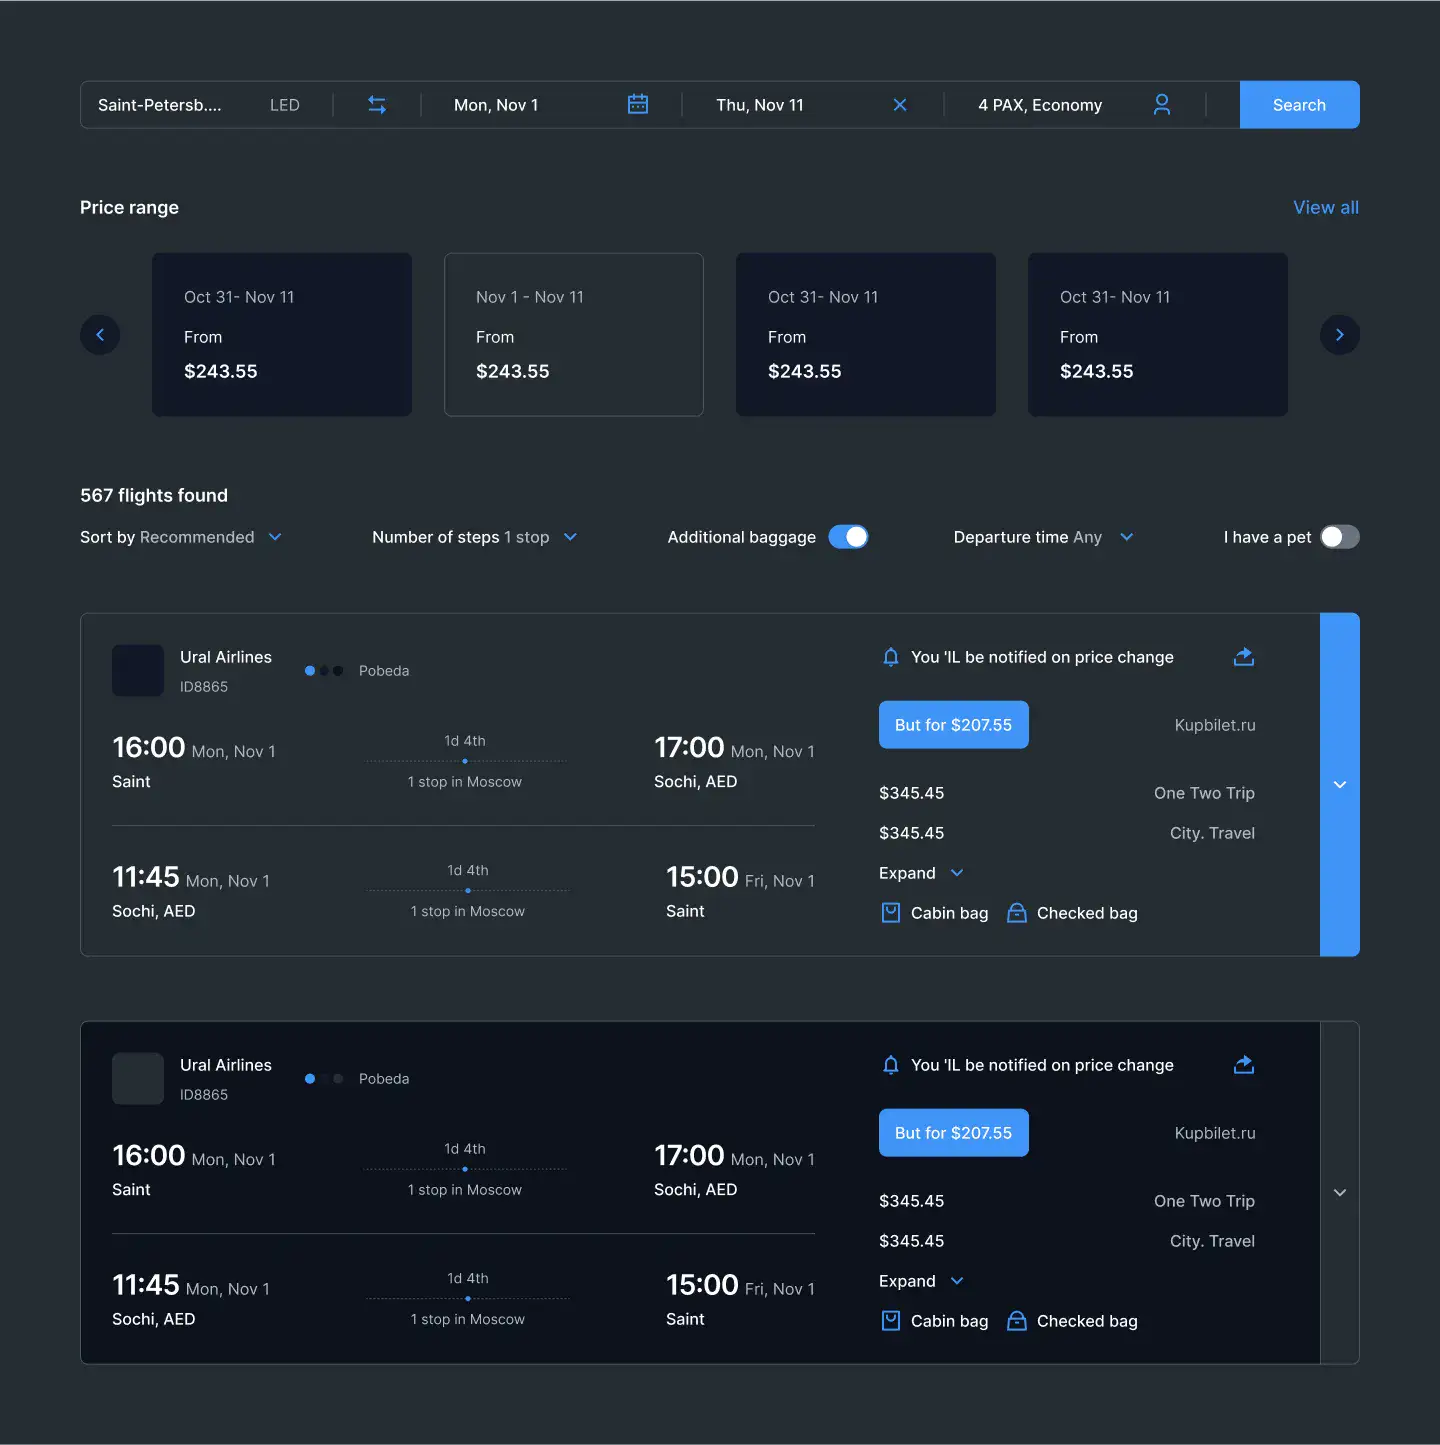 Saint-Petersb.... LED Mon, Nov 1 Thu, Nov 11 4 PAX, Economy Search
Price range View all
Oct 31- Nov 11 Nov 1 - Nov 11 Oct 31- Nov 11 Oct 31- Nov 11
From From From From
$243.55 $243.55 $243.55 $243.55
567 flights found
Sort by Recommended Number of steps 1 stop Additional baggage Departure time Any I have a pet
Ural Airlines
ID8865
Pobeda
16:00 Mon, Nov 1
Saint
1d 4th
1 stop in Moscow
17:00 Mon, Nov 1
Sochi, AED
11:45 Mon, Nov 1
Sochi, AED
1d 4th
1 stop in Moscow
15:00 Fri, Nov 1
Saint
You 'IL be notified on price change
But for $207.55 Kupbilet.ru
$345.45 One Two Trip
$345.45 City. Travel
Expand
Cabin bag Checked bag
Ural Airlines
ID8865
Pobeda
16:00 Mon, Nov 1
Saint
1d 4th
1 stop in Moscow
17:00 Mon, Nov 1
Sochi, AED
11:45 Mon, Nov 1
Sochi, AED
1d 4th
1 stop in Moscow
15:00 Fri, Nov 1
Saint
You 'IL be notified on price change
But for $207.55 Kupbilet.ru
$345.45 One Two Trip
$345.45 City. Travel
Expand
Cabin bag Checked bag